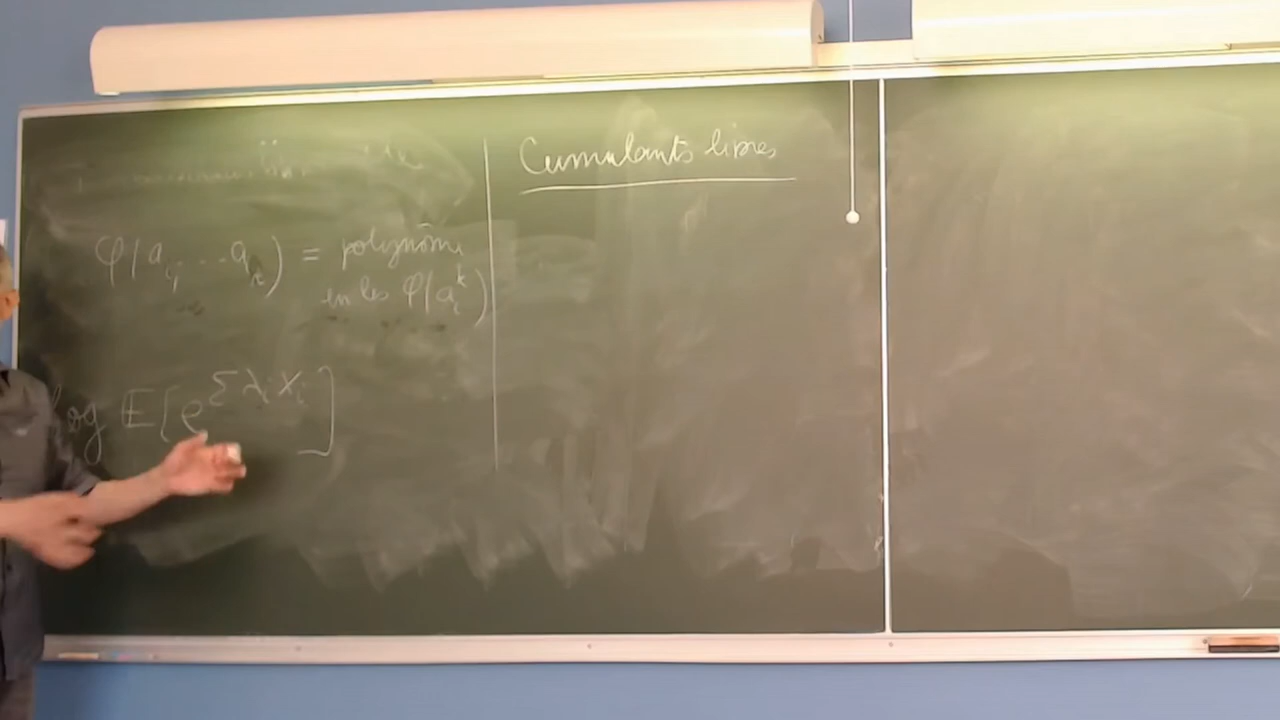 φ(a_{i_1} ... a_{i_k}) = polynôme
en les φ(a_i^k)
log E[e^{Σ λ_i X_i}]
Cumulants libres